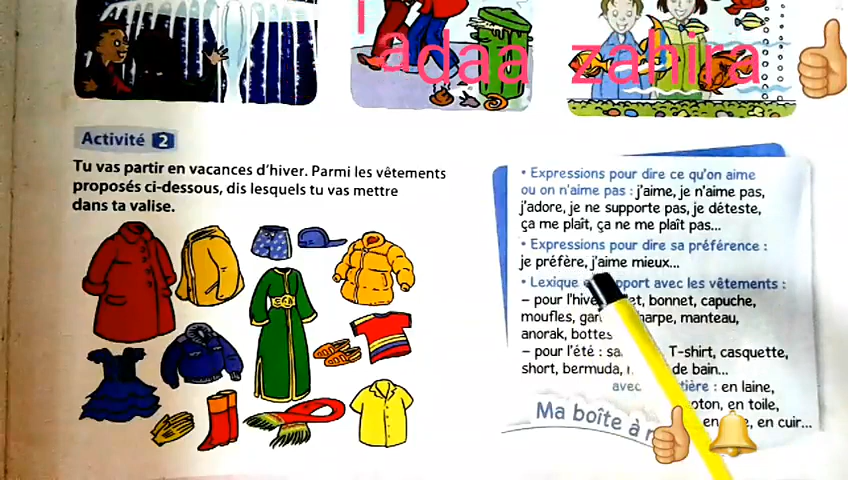 adaa zahira
Activité 2
Tu vas partir en vacances d'hiver. Parmi les vêtements
proposés ci-dessous, dis lesquels tu vas mettre
dans ta valise.
• Expressions pour dire ce qu'on aime
ou on n'aime pas : j'aime, je n'aime pas,
j'adore, je ne supporte pas, je déteste,
ça me plaît, ça ne me plaît pas...
• Expressions pour dire sa préférence :
je préfère, j'aime mieux...
• Lexique pport avec les vêtements :
– pour l'hive et, bonnet, capuche,
moufles, gan harpe, manteau,
anorak, bottes
– pour l'été : sa T-shirt, casquette,
short, bermuda, de bain...
avec tière : en laine,
oton, en toile,
en e, en cuir...
Ma boîte à